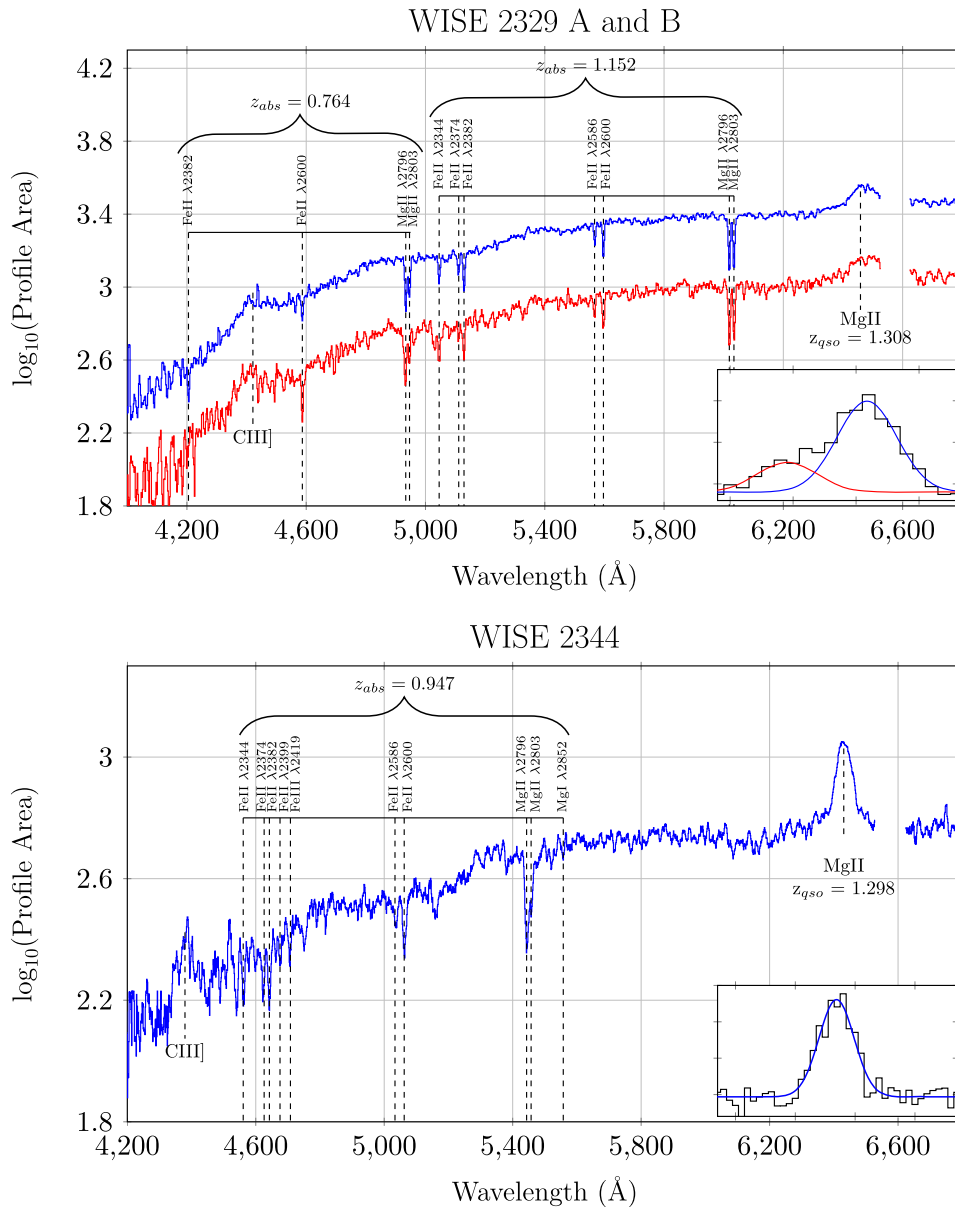 WISE 2329 A and B
log₁₀(Profile Area)
4.2
3.8
3.4
3
2.6
2.2
1.8
z_abs = 0.764
z_abs = 1.152
FeII λ2382
FeII λ2600
MgII λ2796
MgII λ2803
FeII λ2344
FeII λ2374
FeII λ2382
FeII λ2586
FeII λ2600
MgII λ2796
MgII λ2803
CIII]
MgII
z_qso = 1.308
4,200 4,600 5,000 5,400 5,800 6,200 6,600
Wavelength (Å)
WISE 2344
log₁₀(Profile Area)
3
2.6
2.2
1.8
z_abs = 0.947
FeII λ2344
FeII λ2374
FeII λ2382
FeII λ2399
FeIII λ2419
FeII λ2586
FeII λ2600
MgII λ2796
MgII λ2803
MgI λ2852
CIII]
MgII
z_qso = 1.298
4,200 4,600 5,000 5,400 5,800 6,200 6,600
Wavelength (Å)